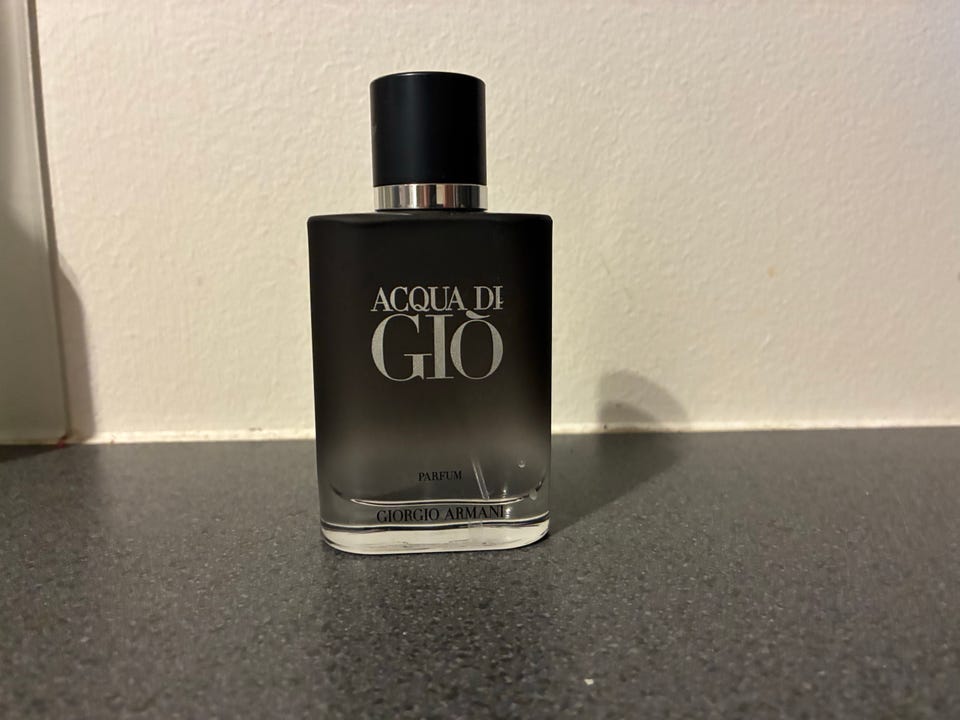 ACQUA DI
GIÒ
PARFUM
GIORGIO ARMANI